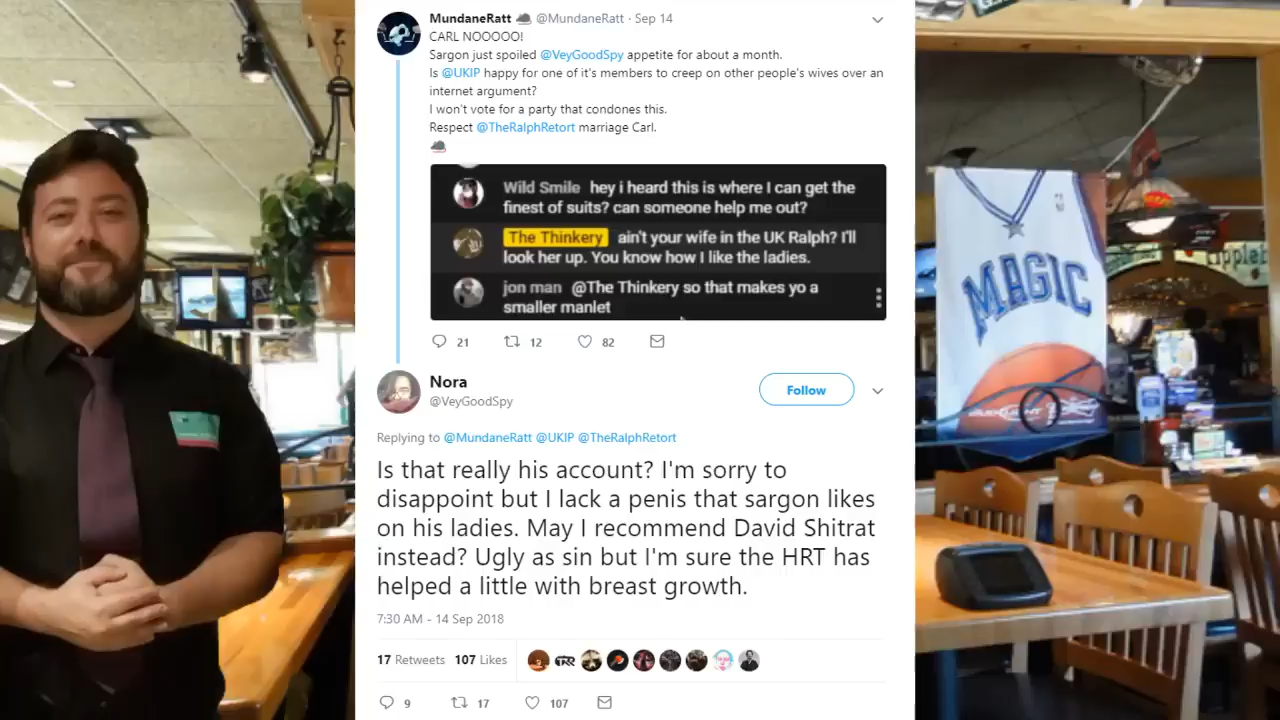 MundaneRatt @MundaneRatt · Sep 14
CARL NOOOOO!
Sargon just spoiled @VeyGoodSpy appetite for about a month.
Is @UKIP happy for one of it's members to creep on other people's wives over an
internet argument?
I won't vote for a party that condones this.
Respect @TheRalphRetort marriage Carl.
Wild Smile hey i heard this is where I can get the
finest of suits? can someone help me out?
The Thinkery ain't your wife in the UK Ralph? I'll
look her up. You know how I like the ladies.
jon man @The Thinkery so that makes yo a
smaller manlet
21 12 82
Nora
@VeyGoodSpy
Follow
Replying to @MundaneRatt @UKIP @TheRalphRetort
Is that really his account? I'm sorry to
disappoint but I lack a penis that sargon likes
on his ladies. May I recommend David Shitrat
instead? Ugly as sin but I'm sure the HRT has
helped a little with breast growth.
7:30 AM - 14 Sep 2018
17 Retweets 107 Likes
9 17 107
MAGIC